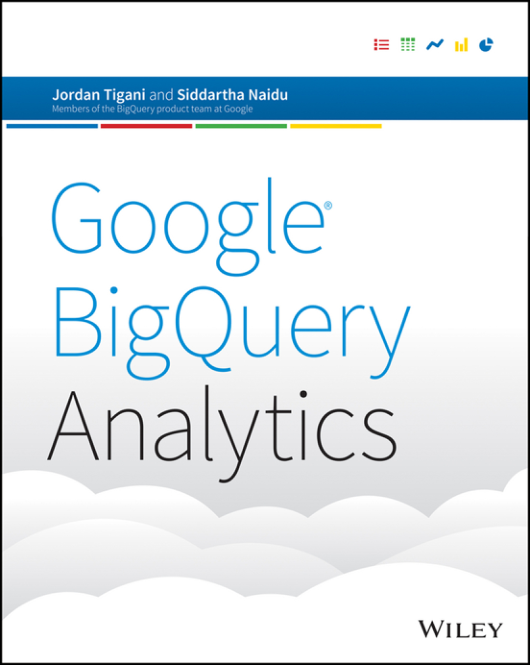 Jordan Tigani and Siddartha Naidu
Members of the BigQuery product team at Google
Google®
BigQuery
Analytics
WILEY